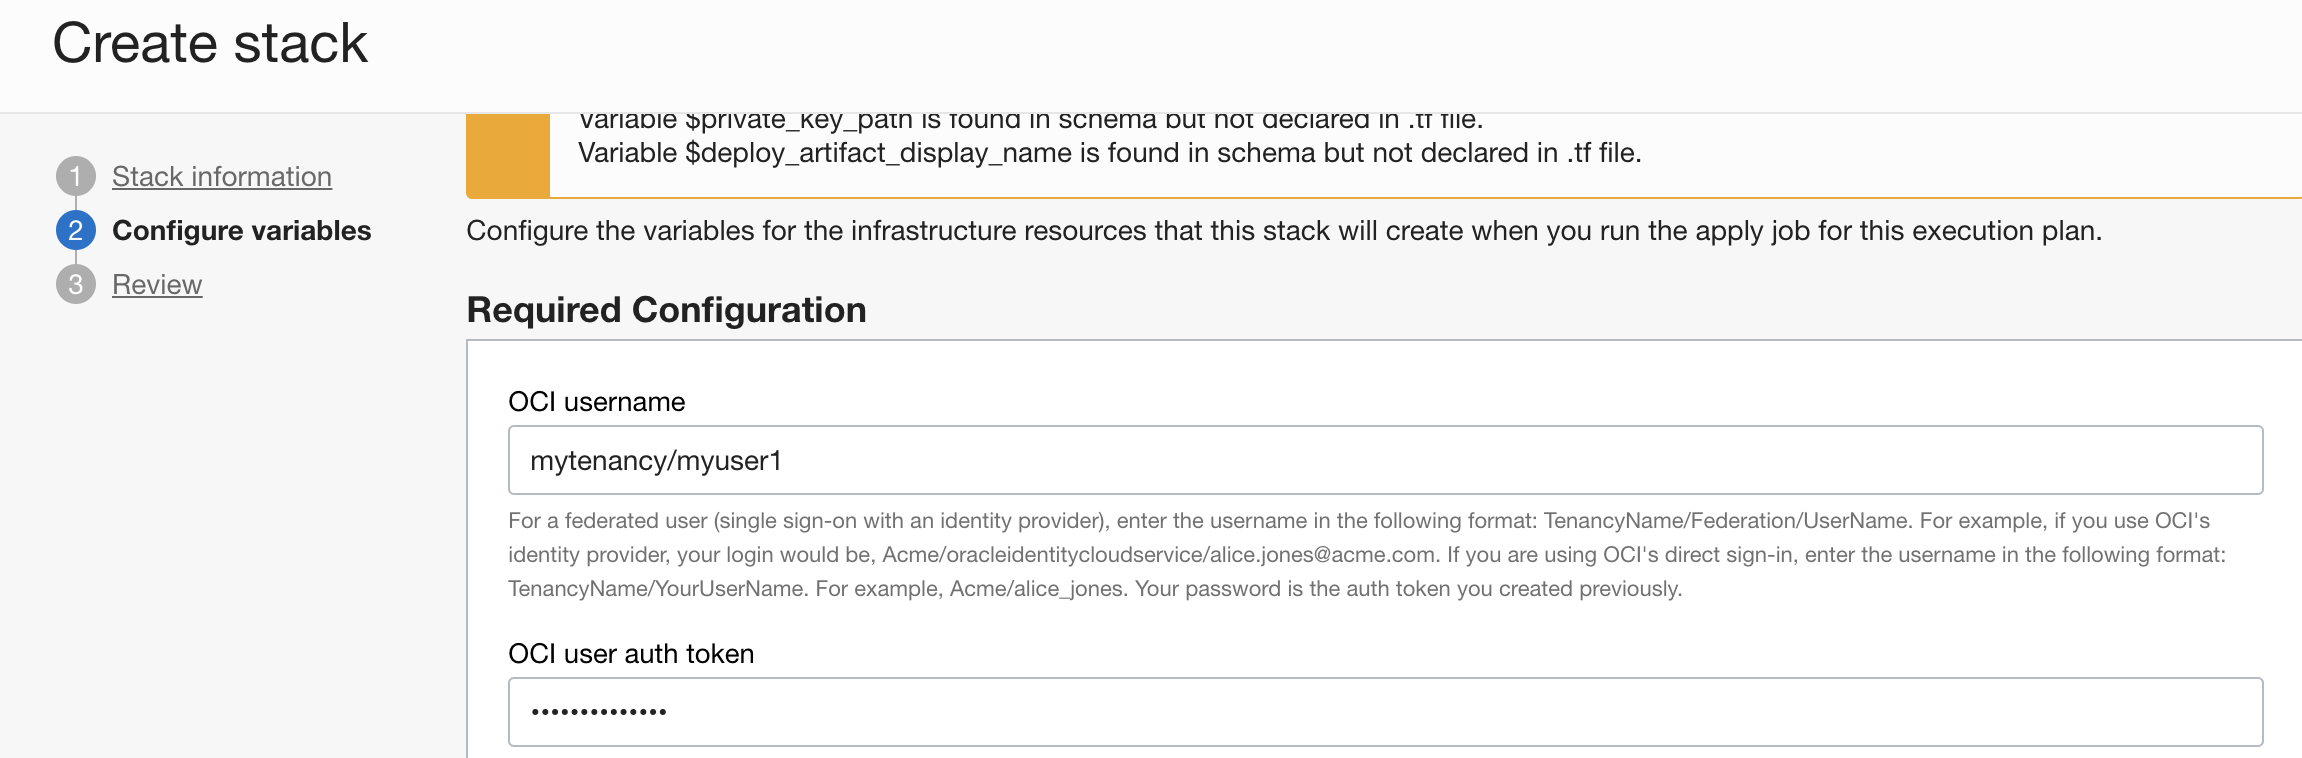 Create stack
1 Stack information
2 Configure variables
3 Review
Variable $private_key_path is found in schema but not declared in .tf file.
Variable $deploy_artifact_display_name is found in schema but not declared in .tf file.
Configure the variables for the infrastructure resources that this stack will create when you run the apply job for this execution plan.
Required Configuration
OCI username
mytenancy/myuser1
For a federated user (single sign-on with an identity provider), enter the username in the following format: TenancyName/Federation/UserName. For example, if you use OCI's
identity provider, your login would be, Acme/oracleidentitycloudservice/alice.jones@acme.com. If you are using OCI's direct sign-in, enter the username in the following format:
TenancyName/YourUserName. For example, Acme/alice_jones. Your password is the auth token you created previously.
OCI user auth token
••••••••••••••